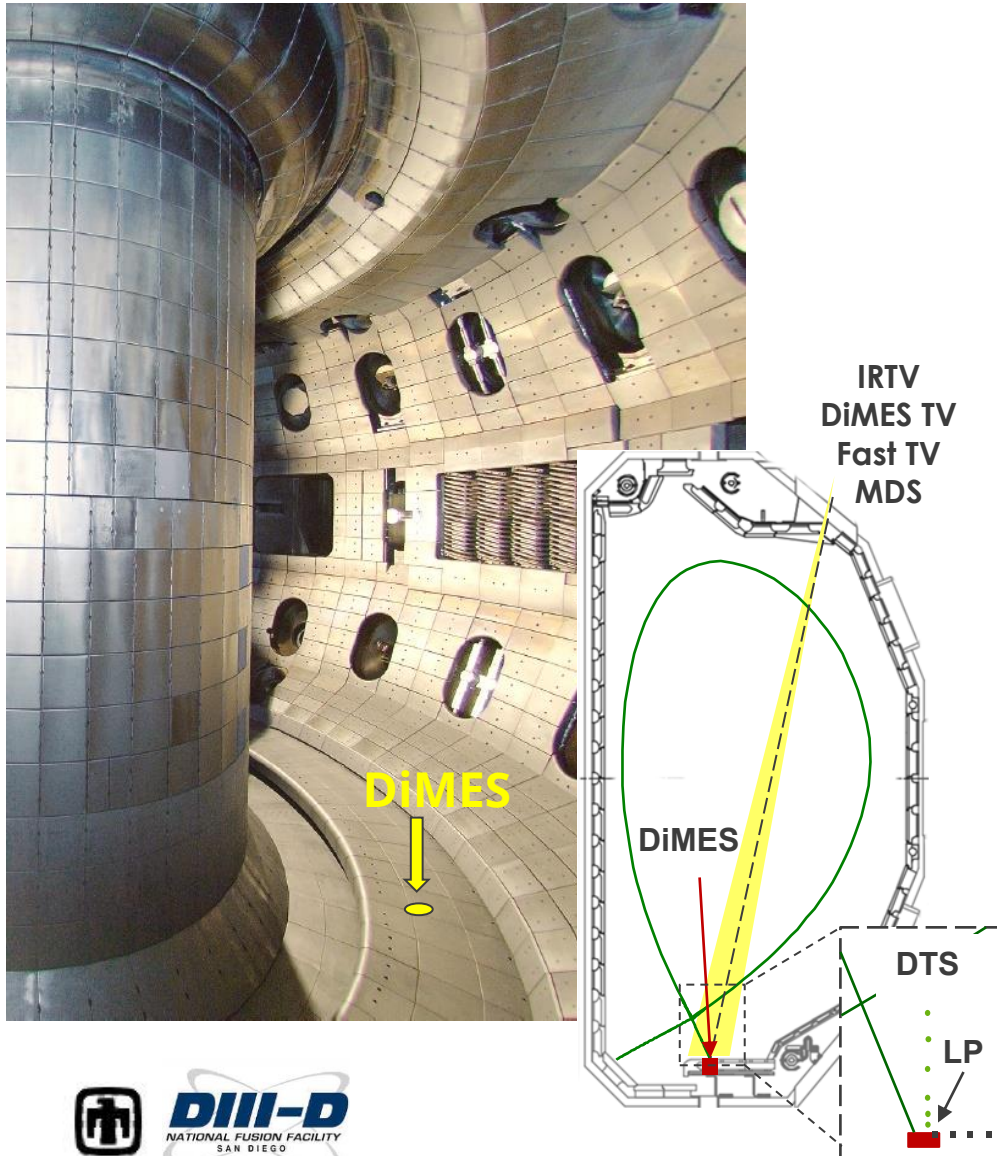 IRTV
DiMES TV
Fast TV
MDS
DiMES
DiMES
DTS
LP
DIII-D
NATIONAL FUSION FACILITY
SAN DIEGO